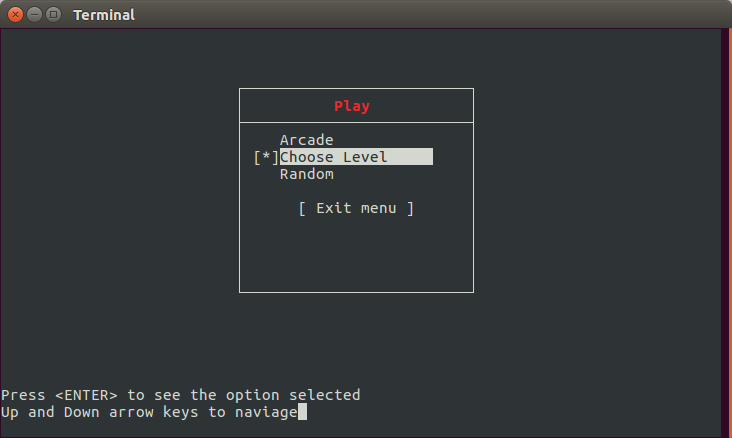 Terminal
Play
Arcade
[*]Choose Level
Random
[ Exit menu ]
Press <ENTER> to see the option selected
Up and Down arrow keys to naviage